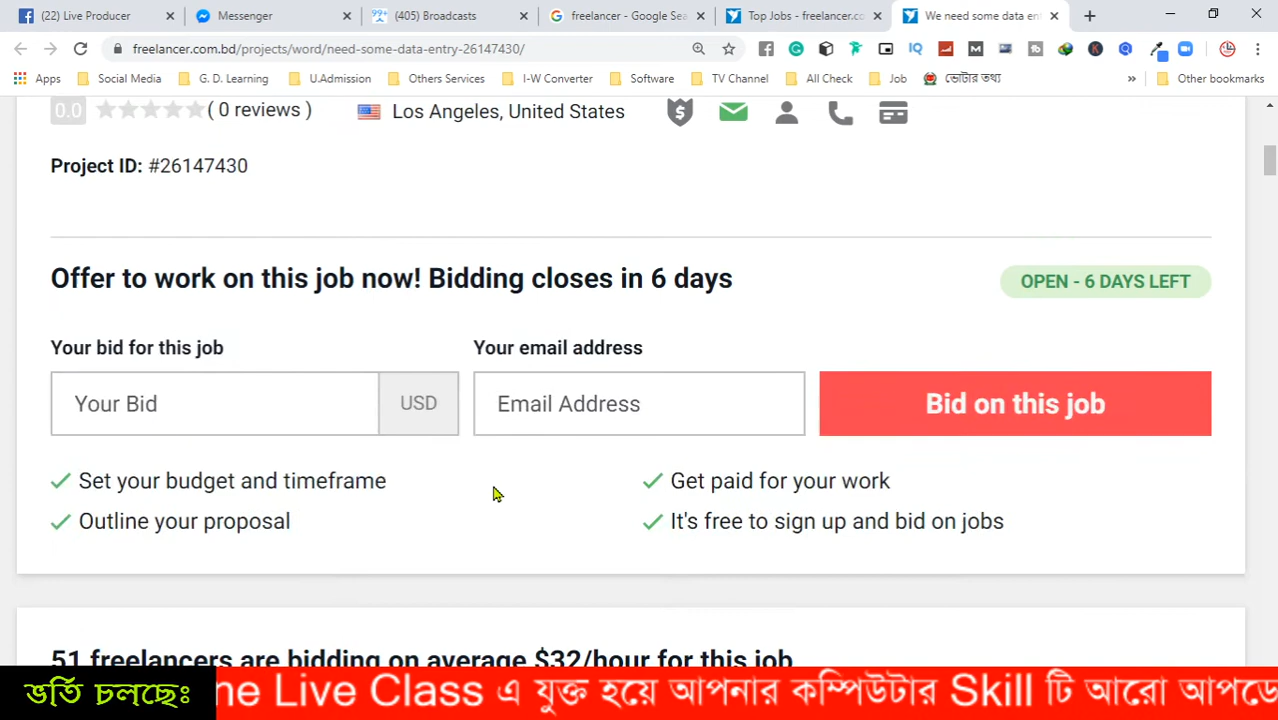 (22) Live Producer
Messenger
(405) Broadcasts
freelancer - Google Sea
Top Jobs - freelancer.co
We need some data ent
freelancer.com.bd/projects/word/need-some-data-entry-26147430/
Apps
Social Media
G. D. Learning
U.Admission
Others Services
I-W Converter
Software
TV Channel
All Check
Job
ভোটার তথ্য
»
Other bookmarks
0.0
( 0 reviews )
Los Angeles, United States
Project ID: #26147430
Offer to work on this job now! Bidding closes in 6 days
OPEN - 6 DAYS LEFT
Your bid for this job
Your email address
Your Bid
USD
Email Address
Bid on this job
Set your budget and timeframe
Get paid for your work
Outline your proposal
It's free to sign up and bid on jobs
51 freelancers are bidding on average $32/hour for this job
ভর্তি চলছেঃ
ne Live Class এ যুক্ত হয়ে আপনার কম্পিউটার Skill টি আরো আপডে